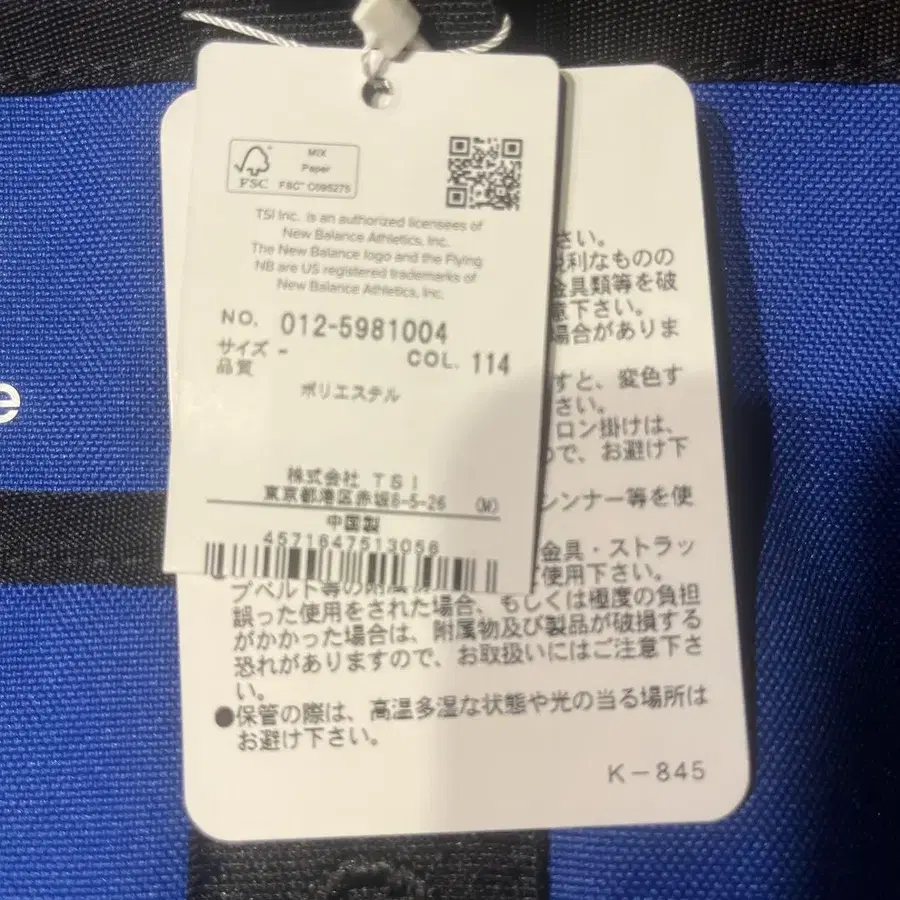 MIX
Paper
FSC
FSC™ C095275
TSI Inc. is an authorized licensees of
New Balance Athletics, Inc.
The New Balance logo and the Flying
NB are US registered trademarks of
New Balance Athletics, Inc.
NO. 012-5981004
サイズ -
COL. 114
品質
ポリエステル
株式会社 TSI
東京都港区赤坂8-5-26 (M)
中国製
4571647513058
e
さい。
利なものの
金具類等を破
意下さい。
場合がありま
すと、変色す
さい。
ロン掛けは、
ので、お避け下
シンナー等を使
金具・ストラッ
プベルト等の附属 使用下さい。
誤った使用をされた場合、もしくは極度の負担
がかかった場合は、附属物及び製品が破損する
恐れがありますので、お取扱いにはご注意下さ
い。
●保管の際は、高温多湿な状態や光の当る場所は
お避け下さい。
K-845